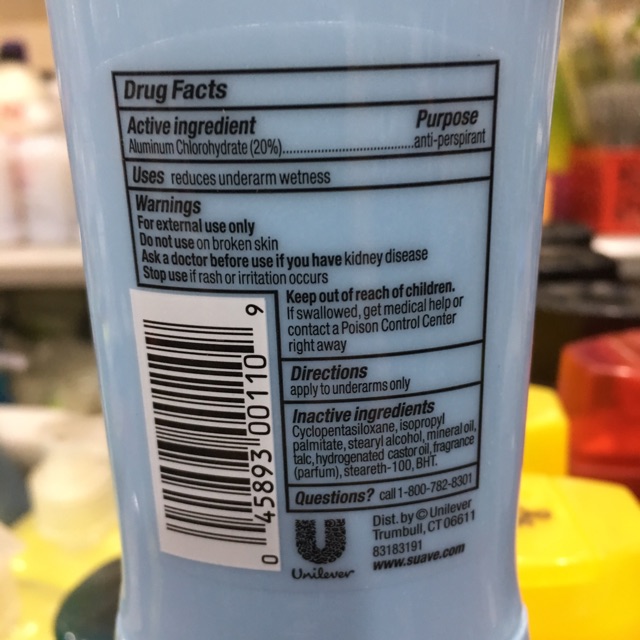 Drug Facts
Active ingredient Purpose
Aluminum Chlorohydrate (20%)......................................anti-perspirant
Uses reduces underarm wetness
Warnings
For external use only
Do not use on broken skin
Ask a doctor before use if you have kidney disease
Stop use if rash or irritation occurs
Keep out of reach of children.
If swallowed, get medical help or
contact a Poison Control Center
right away
Directions
apply to underarms only
Inactive ingredients
Cyclopentasiloxane, isopropyl
palmitate, stearyl alcohol, mineral oil,
talc, hydrogenated castor oil, fragrance
(parfum), steareth-100, BHT.
Questions? call 1-800-782-8301
0 45893 00110 9
Unilever
Dist. by © Unilever
Trumbull, CT 06611
83183191
www.suave.com